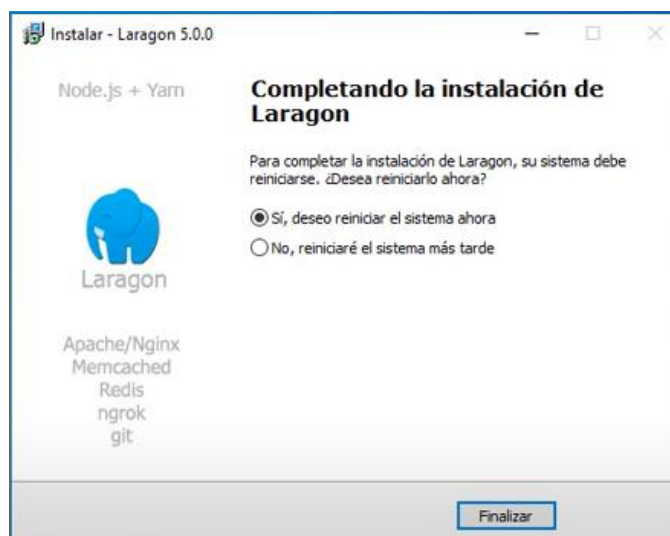 Instalar - Laragon 5.0.0
Node.js + Yarn
Laragon
Apache/Nginx
Memcached
Redis
ngrok
git
Completando la instalación de
Laragon
Para completar la instalación de Laragon, su sistema debe
reiniciarse. ¿Desea reiniciarlo ahora?
Sí, deseo reiniciar el sistema ahora
No, reiniciaré el sistema más tarde
Finalizar